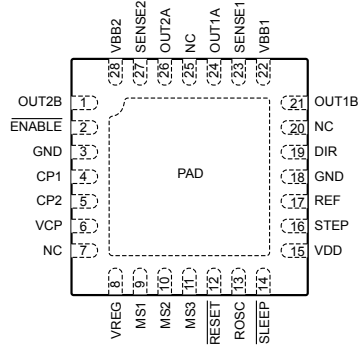 VBB2
SENSE2
OUT2A
NC
OUT1A
SENSE1
VBB1
28
27
26
25
24
23
22
OUT2B 1
ENABLE 2
GND 3
CP1 4
CP2 5
VCP 6
NC 7
PAD
21 OUT1B
20 NC
19 DIR
18 GND
17 REF
16 STEP
15 VDD
8
9
10
11
12
13
14
VREG
MS1
MS2
MS3
RESET
ROSC
SLEEP